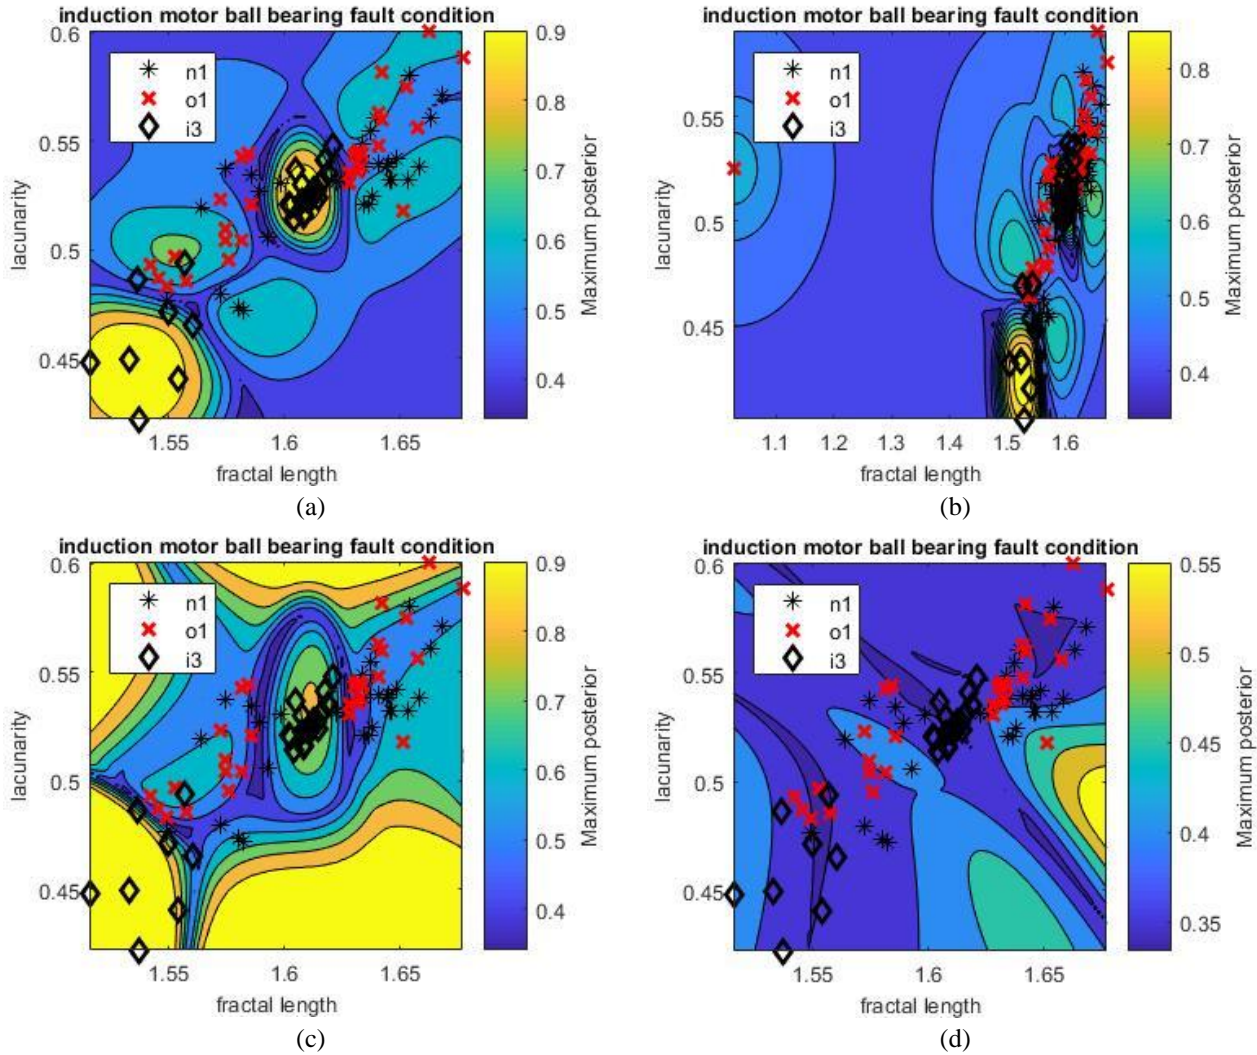 induction motor ball bearing fault condition
0.6
0.55
0.5
0.45
lacunarity
n1
o1
i3
1.55
1.6
1.65
fractal length
0.9
0.8
0.7
0.6
0.5
0.4
Maximum posterior
(a)
induction motor ball bearing fault condition
0.55
0.5
0.45
lacunarity
n1
o1
i3
1.1
1.2
1.3
1.4
1.5
1.6
fractal length
0.8
0.7
0.6
0.5
0.4
Maximum posterior
(b)
induction motor ball bearing fault condition
0.6
0.55
0.5
0.45
lacunarity
n1
o1
i3
1.55
1.6
1.65
fractal length
0.9
0.8
0.7
0.6
0.5
0.4
Maximum posterior
(c)
induction motor ball bearing fault condition
0.6
0.55
0.5
0.45
lacunarity
n1
o1
i3
1.55
1.6
1.65
fractal length
0.55
0.5
0.45
0.4
0.35
Maximum posterior
(d)